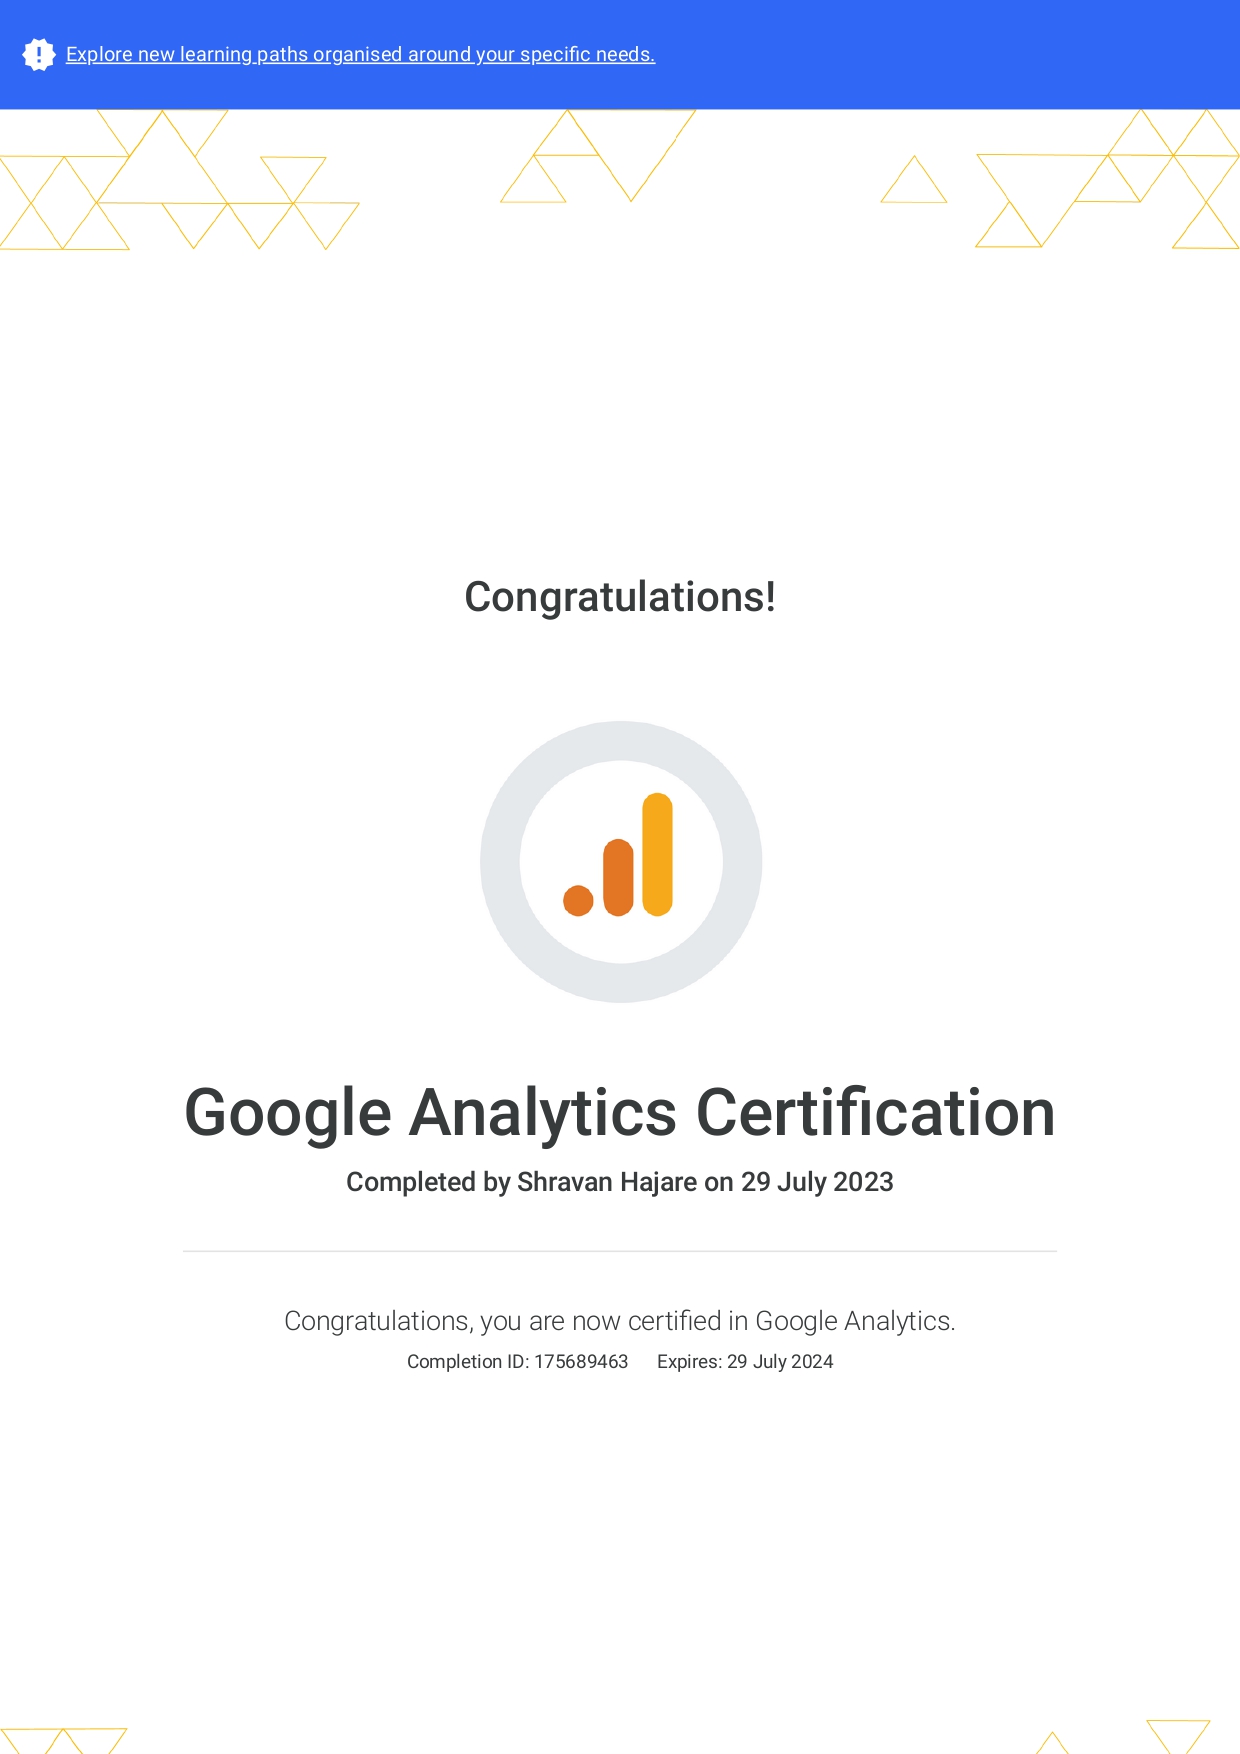 Explore new learning paths organised around your specific needs.
Congratulations!
Google Analytics Certification
Completed by Shravan Hajare on 29 July 2023
Congratulations, you are now certified in Google Analytics.
Completion ID: 175689463 Expires: 29 July 2024